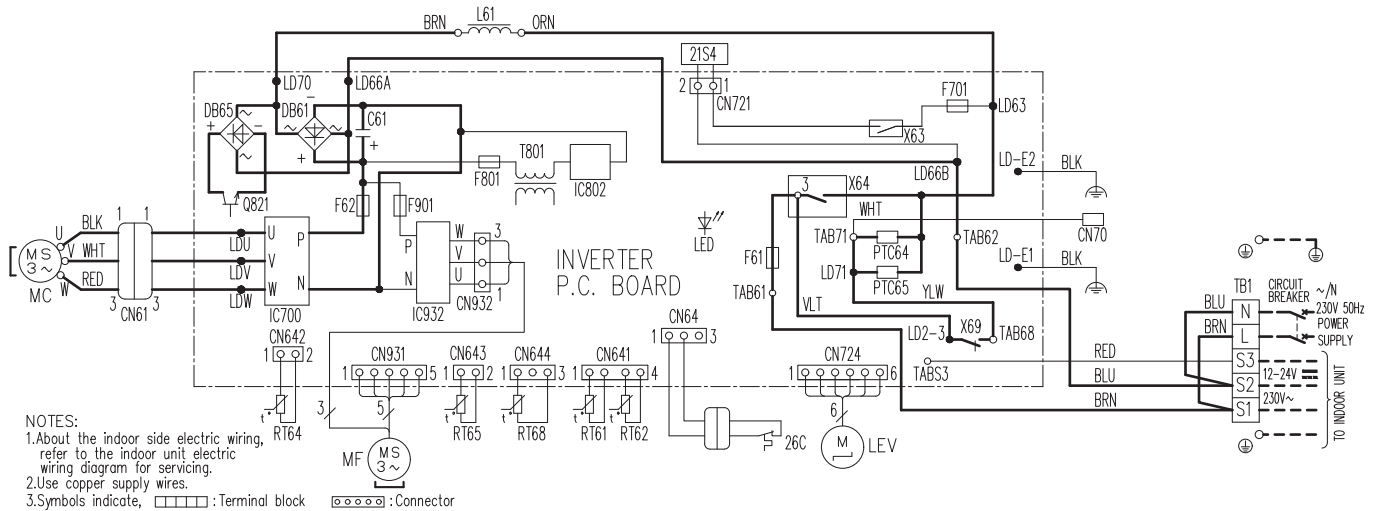 BRN L61 ORN
21S4
LD70 LD66A
2 1
CN721
F701
LD63
X63
DB65 DB61
+ − ~ ~
− ~ ~ +
C61
+
T801
F801
IC802
LD66B
LD-E2
BLK
Q821
F62
F901
3 X64
WHT
LED
TAB71
PTC64
TAB62
CN70
BLK
WHT
RED
U
V
W
MS
3~
MC
1 1
3 3
CN61
LDU
LDV
LDW
U
V
W
P
N
IC700
P
N
IC932
W
V
U
3
1
CN932
INVERTER
P.C. BOARD
F61
TAB61
LD71
PTC65
LD-E1
BLK
YLW
VLT
LD2-3
X69
TAB68
TB1
CIRCUIT
BREAKER
~/N
230V 50Hz
POWER
SUPPLY
BLU
BRN
N
L
S3
S2
S1
12-24V
230V~
TO INDOOR UNIT
CN642
1 2
CN931
1 5
CN643
1 2
CN644
1 3
CN641
1 4
CN64
1 3
CN724
1 6
TABS3
RED
BLU
BRN
t°
RT64
3
5
t°
RT65
t°
RT68
t°
RT61
t°
RT62
26C
6
M
LEV
MF
MS
3~
NOTES:
1.About the indoor side electric wiring,
refer to the indoor unit electric
wiring diagram for servicing.
2.Use copper supply wires.
3.Symbols indicate, : Terminal block : Connector